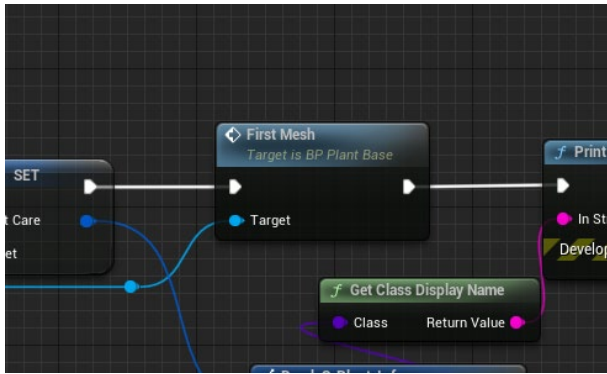 First Mesh
Target is BP Plant Base
SET
Print
t Care
Target
In St
et
Develop
Get Class Display Name
Class
Return Value